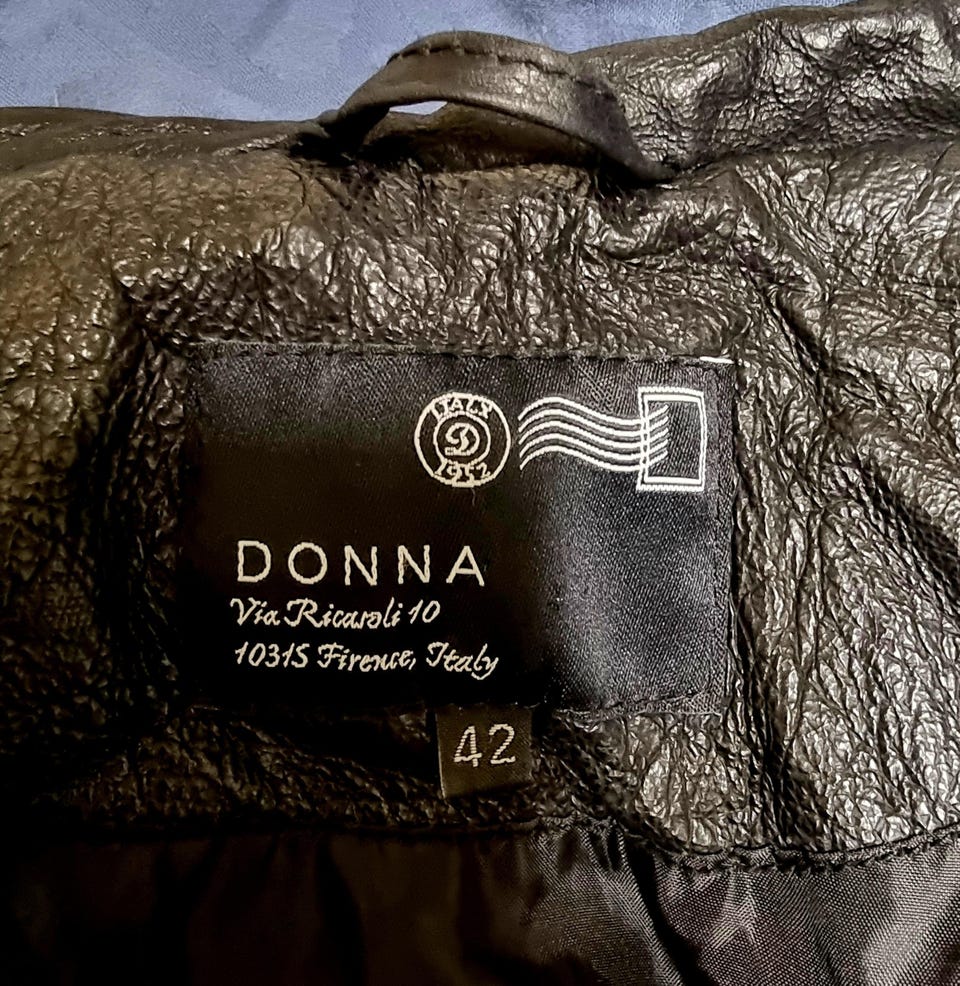 ITALY
D
1952
DONNA
Via Ricasoli 10
10315 Firenze, Italy
42